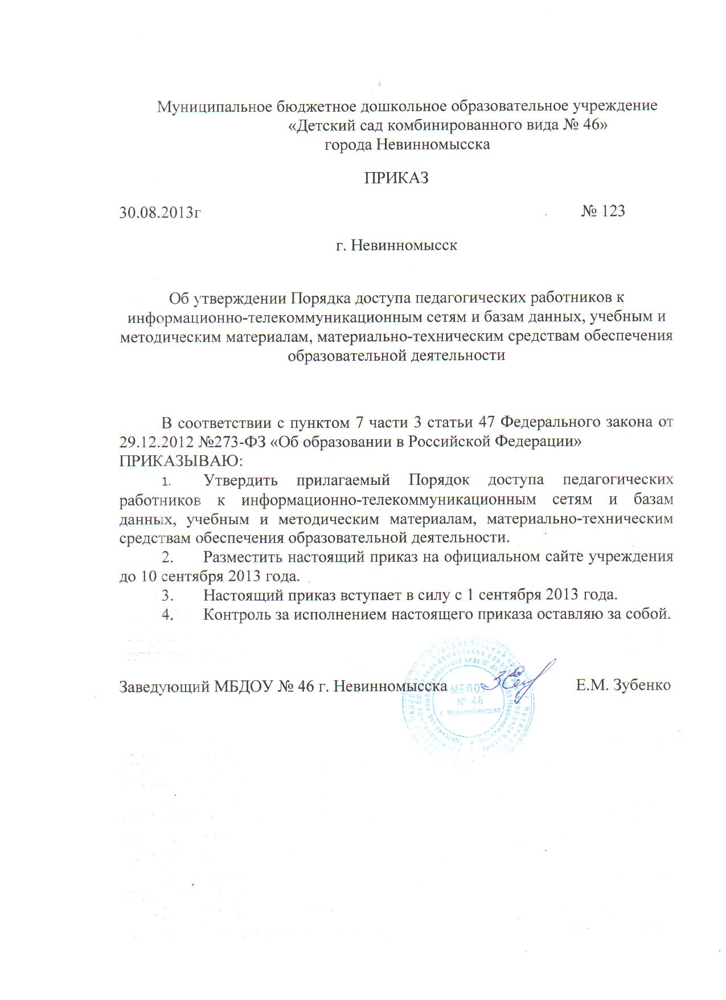 Муниципальное бюджетное дошкольное образовательное учреждение
«Детский сад комбинированного вида № 46»
города Невинномысска
ПРИКАЗ
30.08.2013г № 123
г. Невинномысск
Об утверждении Порядка доступа педагогических работников к
информационно-телекоммуникационным сетям и базам данных, учебным и
методическим материалам, материально-техническим средствам обеспечения
образовательной деятельности
В соответствии с пунктом 7 части 3 статьи 47 Федерального закона от
29.12.2012 №273-ФЗ «Об образовании в Российской Федерации»
ПРИКАЗЫВАЮ:
1. Утвердить прилагаемый Порядок доступа педагогических
работников к информационно-телекоммуникационным сетям и базам
данных, учебным и методическим материалам, материально-техническим
средствам обеспечения образовательной деятельности.
2. Разместить настоящий приказ на официальном сайте учреждения
до 10 сентября 2013 года.
3. Настоящий приказ вступает в силу с 1 сентября 2013 года.
4. Контроль за исполнением настоящего приказа оставляю за собой.
Заведующий МБДОУ № 46 г. Невинномысска Е.М. Зубенко
МБДОУ
№ 46
г. Невинномысска